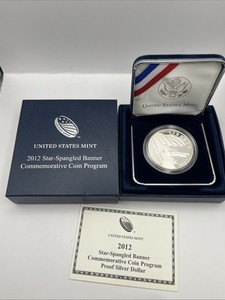 UNITED STATES MINT
UNITED STATES MINT
2012 Star-Spangled Banner
Commemorative Coin Program
UNITED STATES MINT
2012
Star-Spangled Banner
Commemorative Coin Program
Proof Silver Dollar